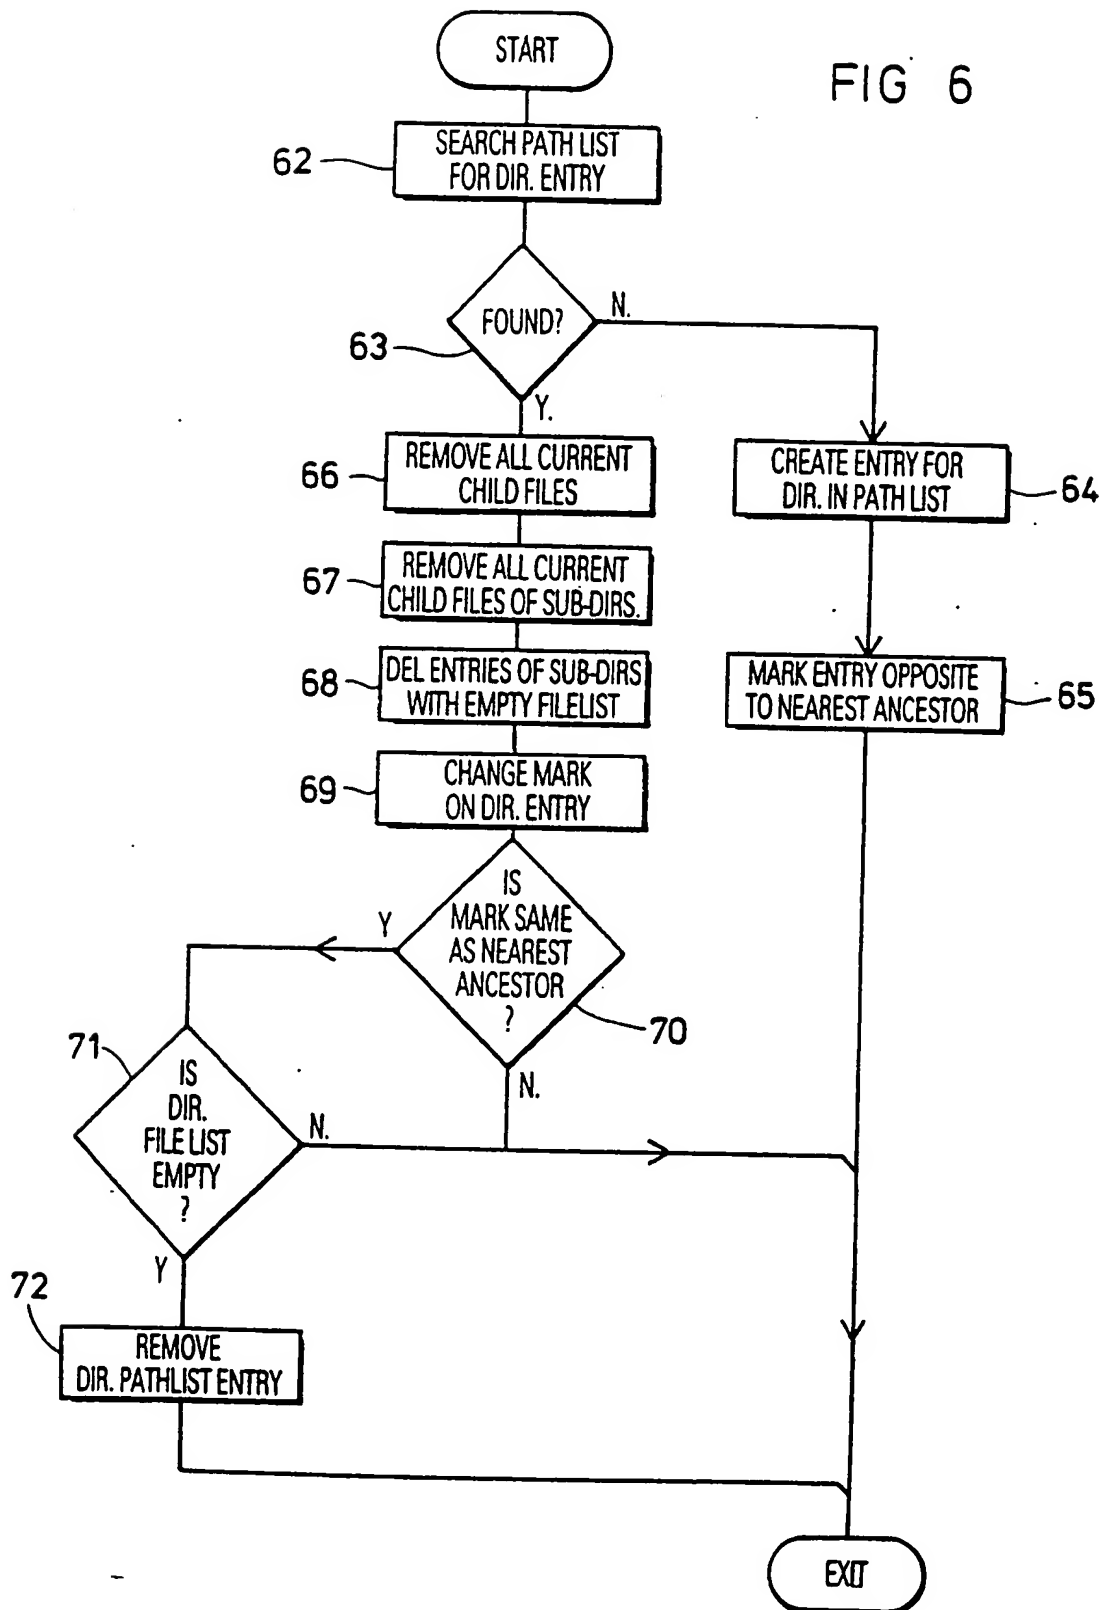 START
FIG 6
62
SEARCH PATH LIST
FOR DIR. ENTRY
FOUND?
N.
63
Y.
66
REMOVE ALL CURRENT
CHILD FILES
CREATE ENTRY FOR
DIR. IN PATH LIST
64
67
REMOVE ALL CURRENT
CHILD FILES OF SUB-DIRS.
68
DEL ENTRIES OF SUB-DIRS
WITH EMPTY FILELIST
MARK ENTRY OPPOSITE
TO NEAREST ANCESTOR
65
69
CHANGE MARK
ON DIR. ENTRY
IS
MARK SAME
AS NEAREST
ANCESTOR
?
Y
70
N.
71
IS
DIR.
FILE LIST
EMPTY
?
N.
Y
72
REMOVE
DIR. PATHLIST ENTRY
EXIT